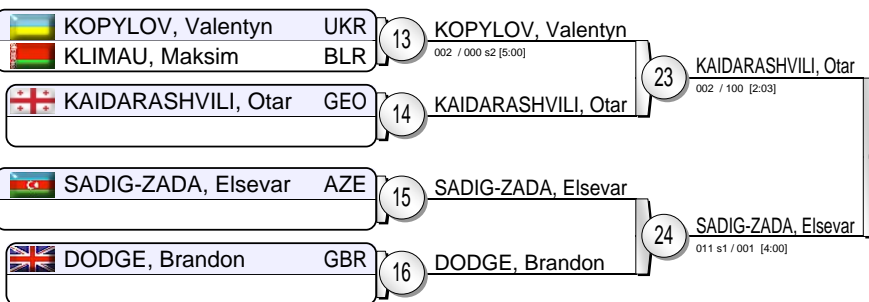 KOPYLOV, Valentyn UKR
KLIMAU, Maksim BLR
13
KOPYLOV, Valentyn
002 / 000 s2 [5:00]
KAIDARASHVILI, Otar GEO
14
KAIDARASHVILI, Otar
23
KAIDARASHVILI, Otar
002 / 100 [2:03]
SADIG-ZADA, Elsevar AZE
15
SADIG-ZADA, Elsevar
DODGE, Brandon GBR
16
DODGE, Brandon
24
SADIG-ZADA, Elsevar
011 s1 / 001 [4:00]